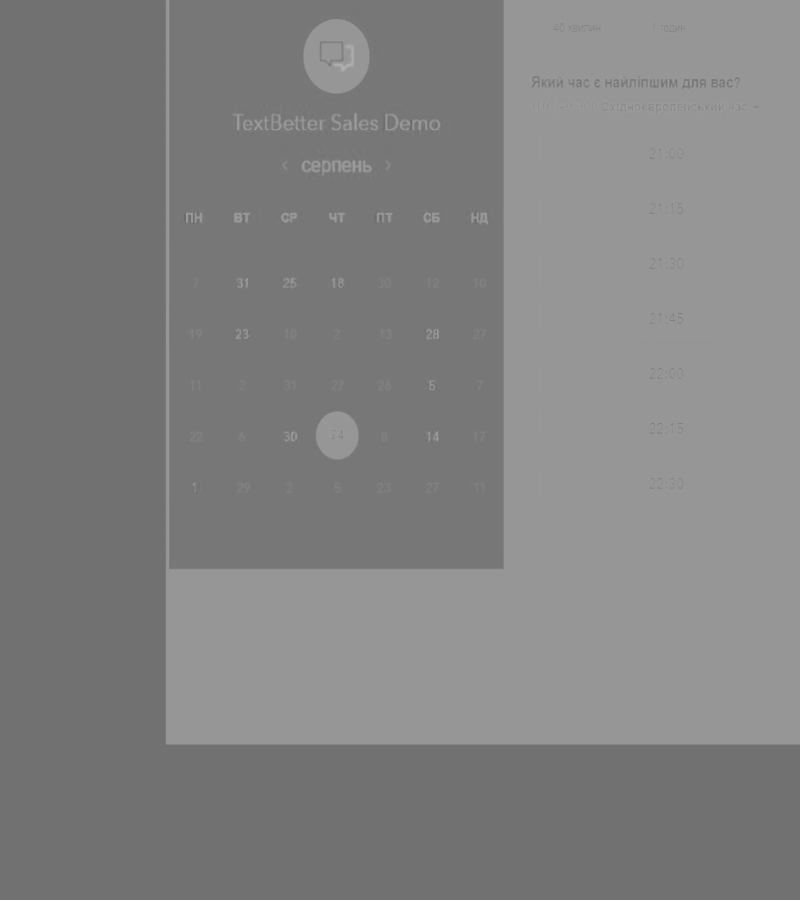 TextBetter Sales Demo
‹ серпень ›
ПН ВТ СР ЧТ ПТ СБ НД
7 31 25 18 30 12 10
19 23 10 2 13 28 27
11 2 31 27 26 5 7
22 6 30 24 8 14 17
1 29 2 6 23 27 11
40 хвилин 1 годин
Який час є найліпшим для вас?
Східноєвропейський час
21:00
21:15
21:30
21:45
22:00
22:15
22:30